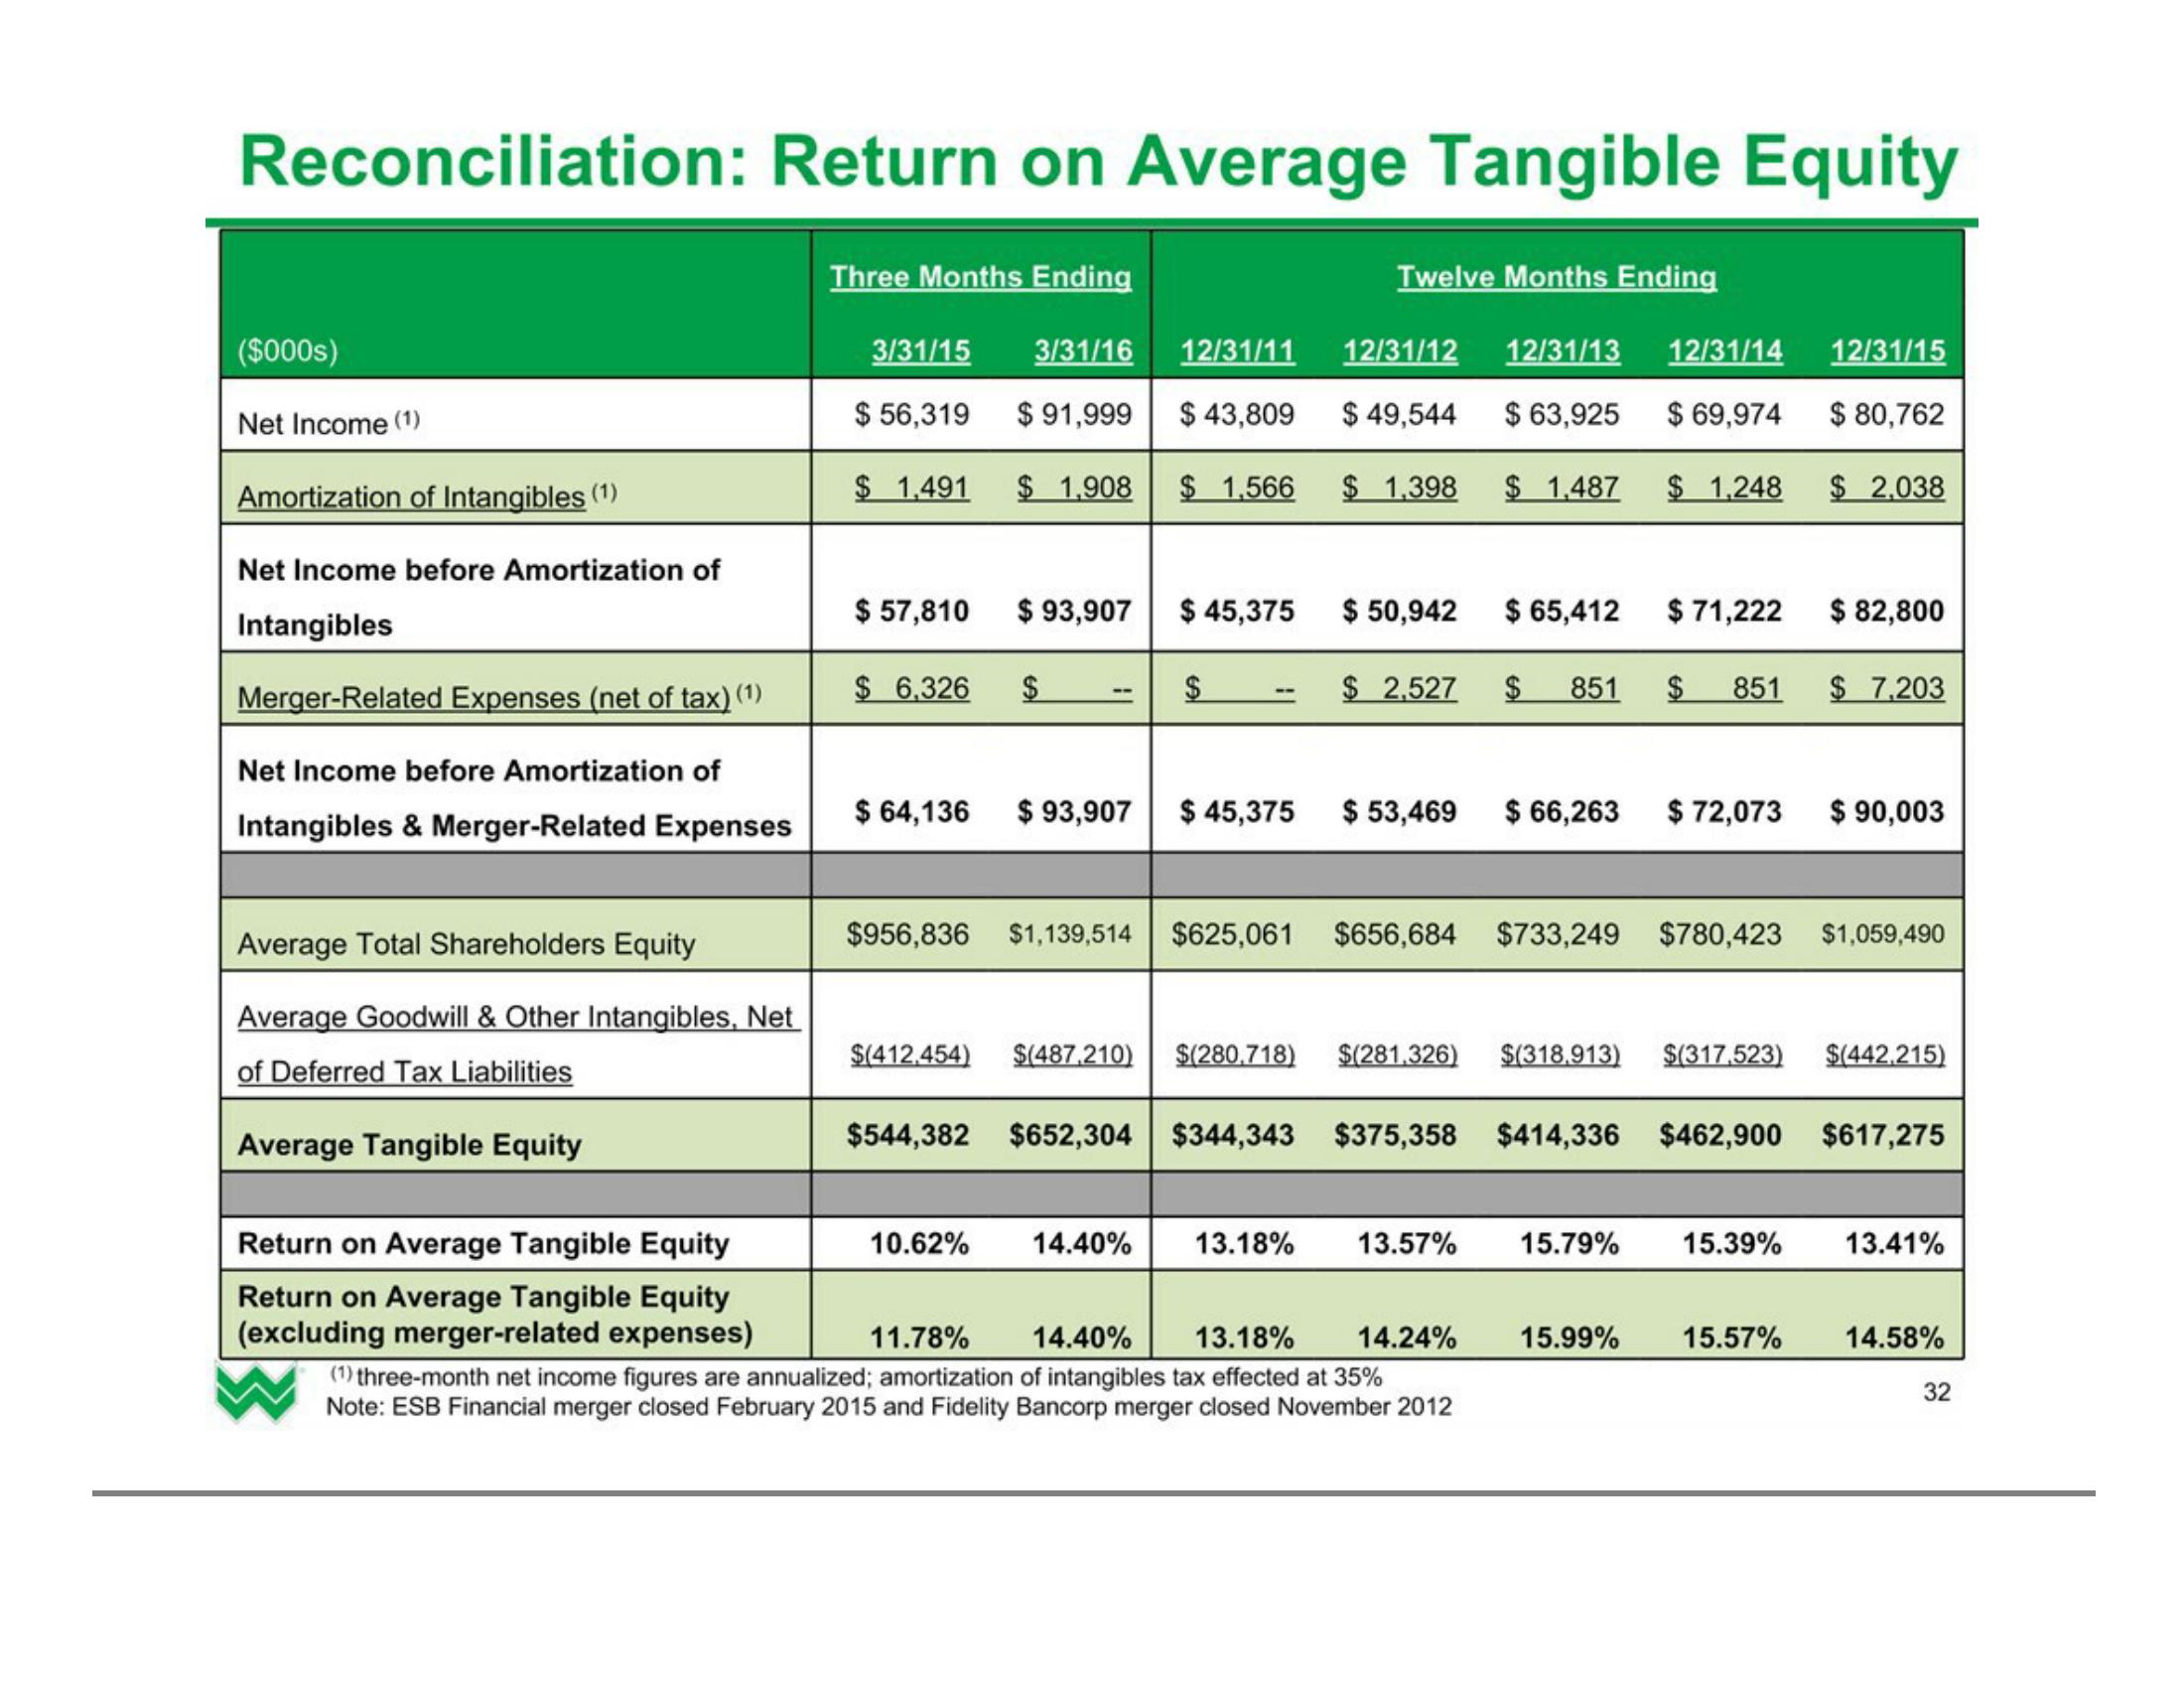 Reconciliation: Return on Average Tangible Equity
Three Months Ending Twelve Months Ending
($000s) 3/31/15 3/31/16 12/31/11 12/31/12 12/31/13 12/31/14 12/31/15
Net Income (1) $ 56,319 $ 91,999 $ 43,809 $ 49,544 $ 63,925 $ 69,974 $ 80,762
Amortization of Intangibles (1) $ 1,491 $ 1,908 $ 1,566 $ 1,398 $ 1,487 $ 1,248 $ 2,038
Net Income before Amortization of
Intangibles $ 57,810 $ 93,907 $ 45,375 $ 50,942 $ 65,412 $ 71,222 $ 82,800
Merger-Related Expenses (net of tax) (1) $ 6,326 $ -- $ -- $ 2,527 $ 851 $ 851 $ 7,203
Net Income before Amortization of
Intangibles & Merger-Related Expenses $ 64,136 $ 93,907 $ 45,375 $ 53,469 $ 66,263 $ 72,073 $ 90,003
Average Total Shareholders Equity $956,836 $1,139,514 $625,061 $656,684 $733,249 $780,423 $1,059,490
Average Goodwill & Other Intangibles, Net
of Deferred Tax Liabilities $(412,454) $(487,210) $(280,718) $(281,326) $(318,913) $(317,523) $(442,215)
Average Tangible Equity $544,382 $652,304 $344,343 $375,358 $414,336 $462,900 $617,275
Return on Average Tangible Equity 10.62% 14.40% 13.18% 13.57% 15.79% 15.39% 13.41%
Return on Average Tangible Equity
(excluding merger-related expenses) 11.78% 14.40% 13.18% 14.24% 15.99% 15.57% 14.58%
(1) three-month net income figures are annualized; amortization of intangibles tax effected at 35%
Note: ESB Financial merger closed February 2015 and Fidelity Bancorp merger closed November 2012
32